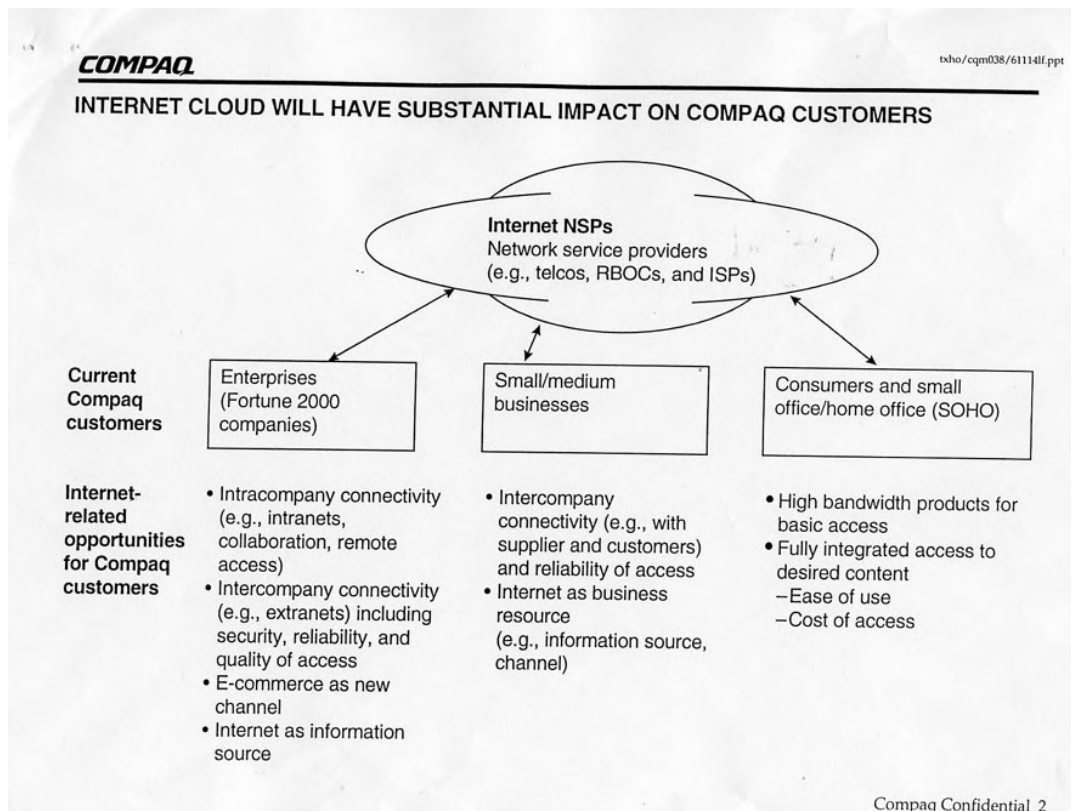 COMPAQ
txho/cqm038/61114lf.ppt
INTERNET CLOUD WILL HAVE SUBSTANTIAL IMPACT ON COMPAQ CUSTOMERS
Internet NSPs
Network service providers
(e.g., telcos, RBOCs, and ISPs)
Current
Compaq
customers
Enterprises
(Fortune 2000
companies)
Small/medium
businesses
Consumers and small
office/home office (SOHO)
Internet-
related
opportunities
for Compaq
customers
• Intracompany connectivity
(e.g., intranets,
collaboration, remote
access)
• Intercompany connectivity
(e.g., extranets) including
security, reliability, and
quality of access
• E-commerce as new
channel
• Internet as information
source
• Intercompany
connectivity (e.g., with
supplier and customers)
and reliability of access
• Internet as business
resource
(e.g., information source,
channel)
• High bandwidth products for
basic access
• Fully integrated access to
desired content
–Ease of use
–Cost of access
Compaq Confidential 2